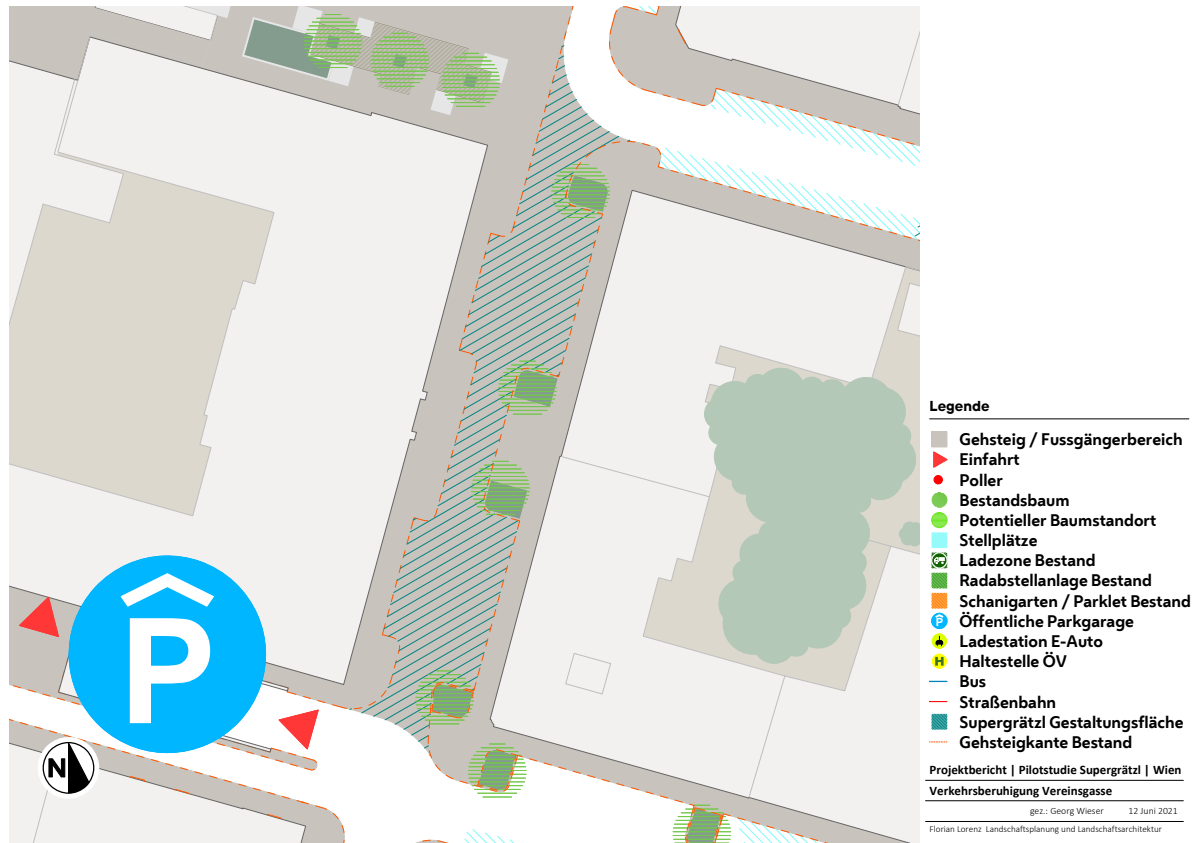 P
N
Legende
Gehsteig / Fussgängerbereich
Einfahrt
Poller
Bestandsbaum
Potentieller Baumstandort
Stellplätze
Ladezone Bestand
Radabstellanlage Bestand
Schanigarten / Parklet Bestand
P Öffentliche Parkgarage
Ladestation E-Auto
H Haltestelle ÖV
Bus
Straßenbahn
Supergrätzl Gestaltungsfläche
Gehsteigkante Bestand
Projektbericht | Pilotstudie Supergrätzl | Wien
Verkehrsberuhigung Vereinsgasse
gez.: Georg Wieser 12 Juni 2021
Florian Lorenz Landschaftsplanung und Landschaftsarchitektur